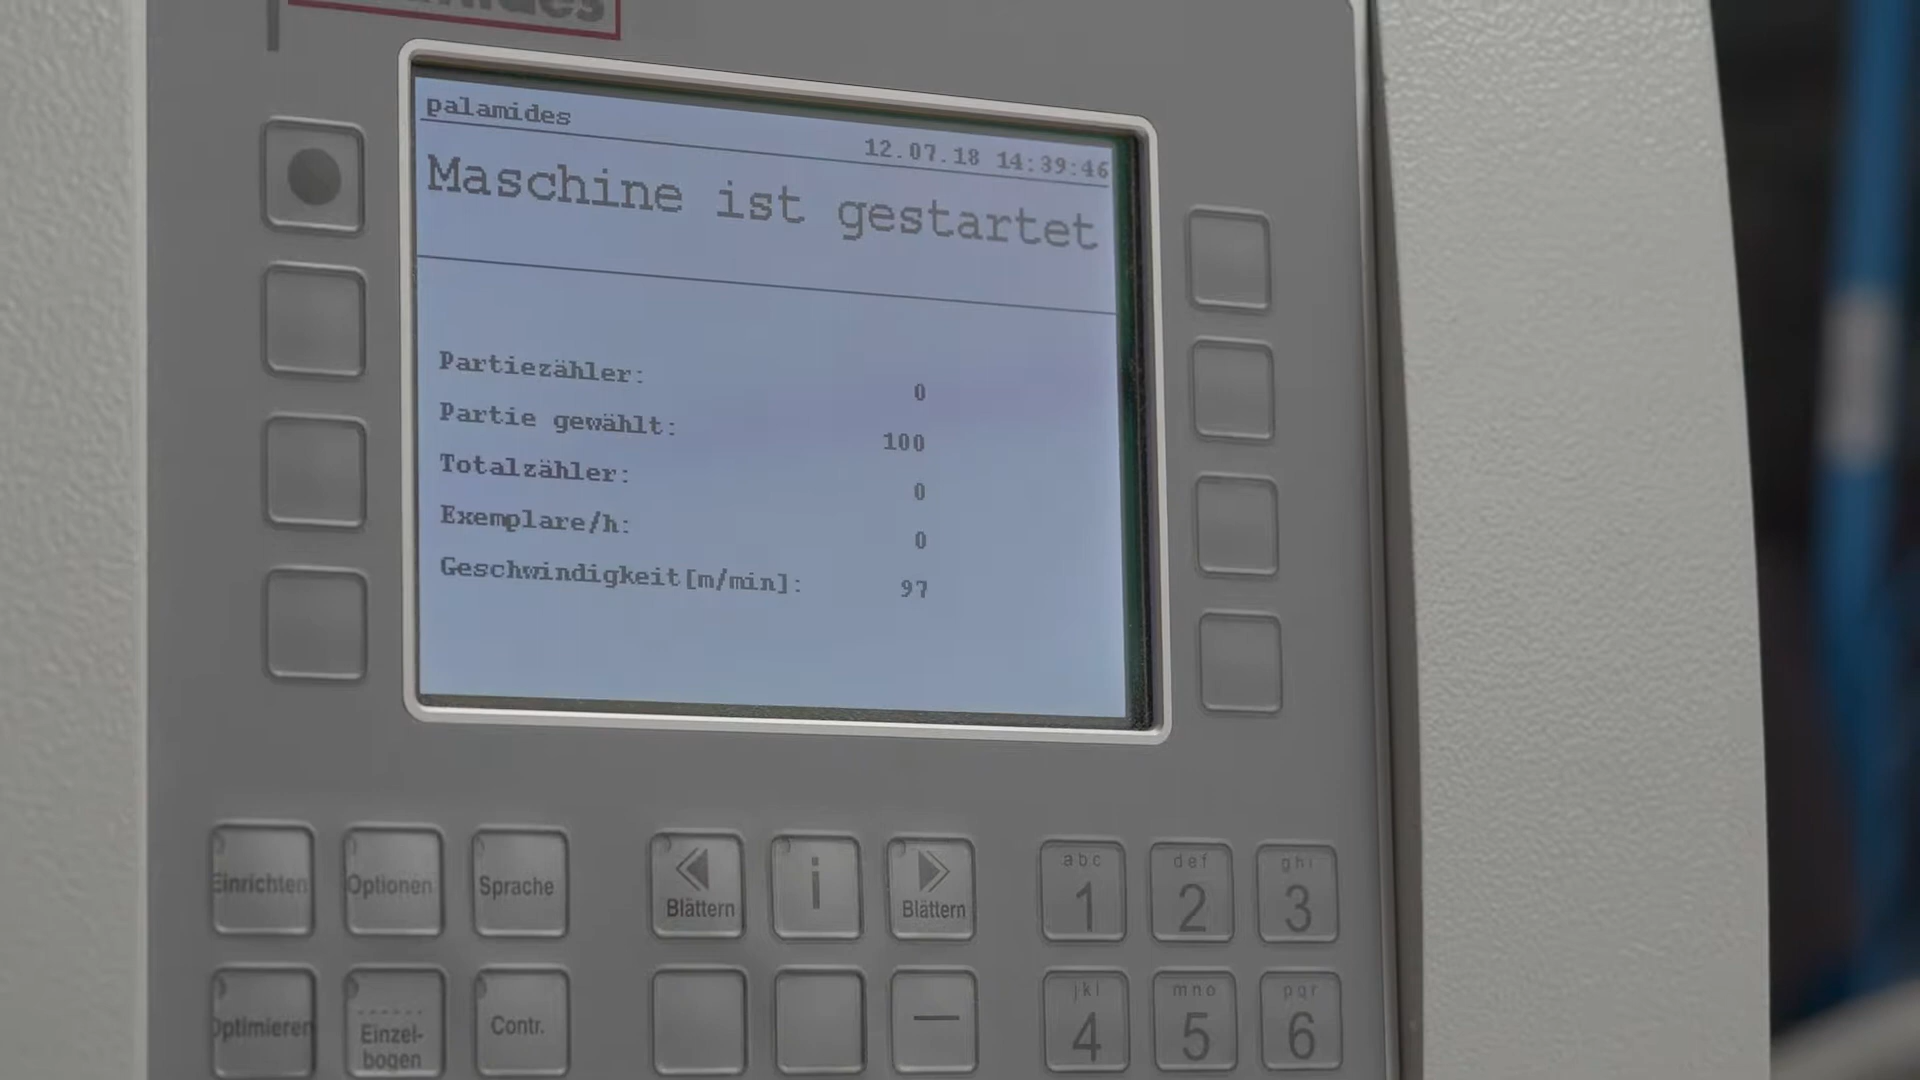 palamides
12.07.18 14:39:46
Maschine ist gestartet
Partiezähler: 0
Partie gewählt: 100
Totalzähler: 0
Exemplare/h: 0
Geschwindigkeit[m/min]: 97
Einrichten Optionen Sprache
Blättern i Blättern
abc def ghi
1 2 3
Optimieren Einzel-
bogen Contr.
jkl mno pqr
4 5 6